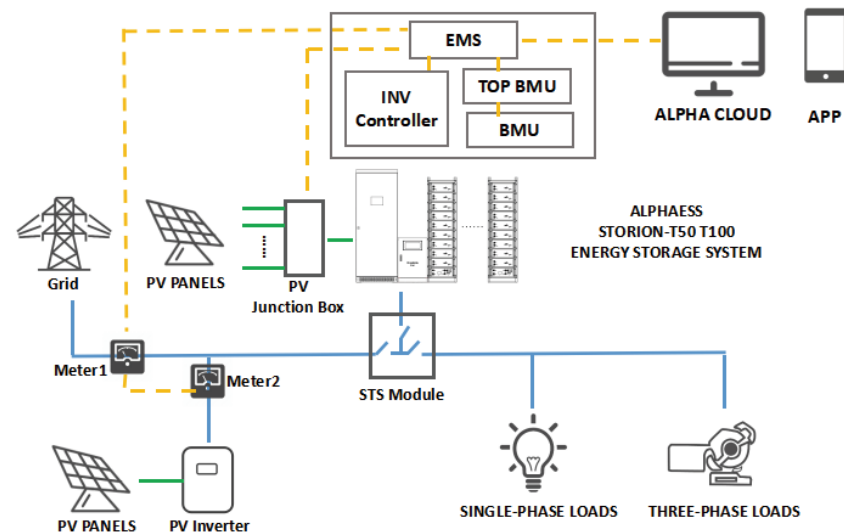 EMS
INV
Controller
TOP BMU
BMU
ALPHA CLOUD
APP
Grid
PV PANELS
PV
Junction Box
ALPHAESS
STORION-T50 T100
ENERGY STORAGE SYSTEM
Meter1
Meter2
STS Module
PV PANELS
PV Inverter
SINGLE-PHASE LOADS
THREE-PHASE LOADS